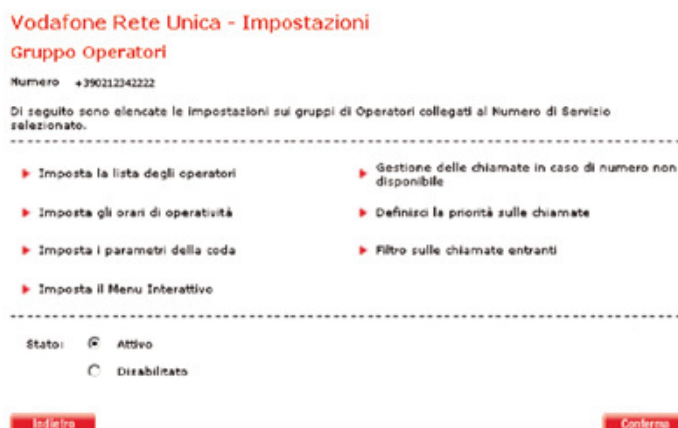 Vodafone Rete Unica - Impostazioni
Gruppo Operatori
Numero +390212342222
Di seguito sono elencate le impostazioni sui gruppi di Operatori collegati al Numero di Servizio
selezionato.
Imposta la lista degli operatori
Gestione delle chiamate in caso di numero non
disponibile
Imposta gli orari di operatività
Definisci la priorità sulle chiamate
Imposta i parametri della coda
Filtro sulle chiamate entranti
Imposta il Menu Interattivo
Stato: Attivo
Disabilitato
Indietro
Conferma